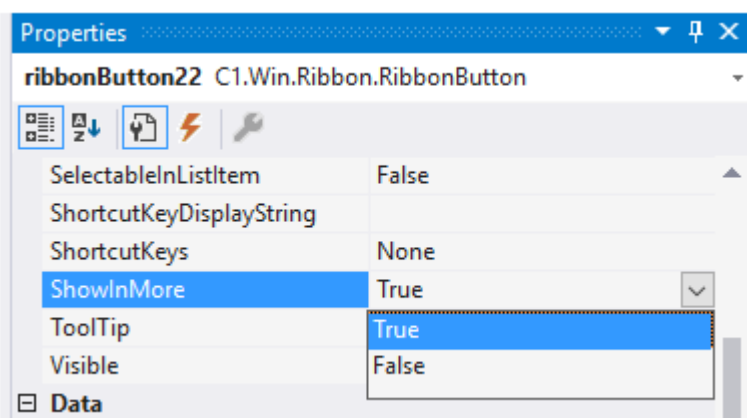 Properties
ribbonButton22 C1.Win.Ribbon.RibbonButton
SelectableInListItem False
ShortcutKeyDisplayString
ShortcutKeys None
ShowInMore True
ToolTip True
Visible False
Data